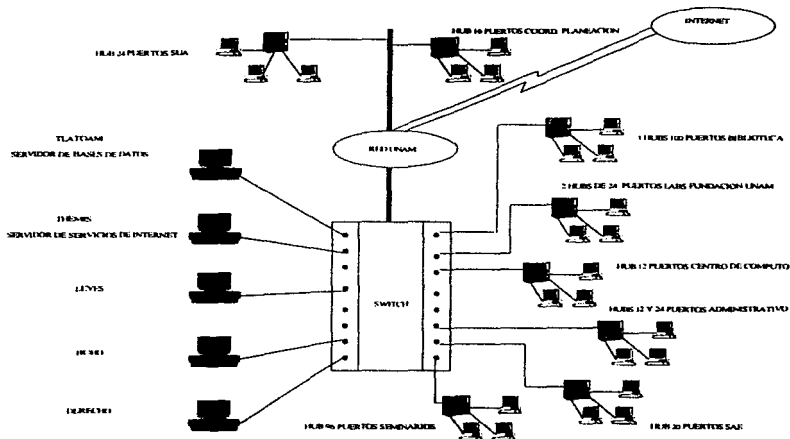 INTERNET
HUB 16 PUERTOS COORD. PLANEACION
HUB 24 PUERTOS SUA
RED UNAM
TLATOANI
SERVIDOR DE BASES DE DATOS
HUBS 100 PUERTOS BIBLIOTECA
2 HUBS DE 24 PUERTOS LABS FUNDACION UNAM
THEMIS
SERVIDOR DE SERVICIOS DE INTERNET
HUB 12 PUERTOS CENTRO DE COMPUTO
LEYES
SWITCH
HUBS 12 Y 24 PUERTOS ADMINISTRATIVO
DERECHO
HUB 96 PUERTOS SEMINARIOS
HUB 20 PUERTOS SAE